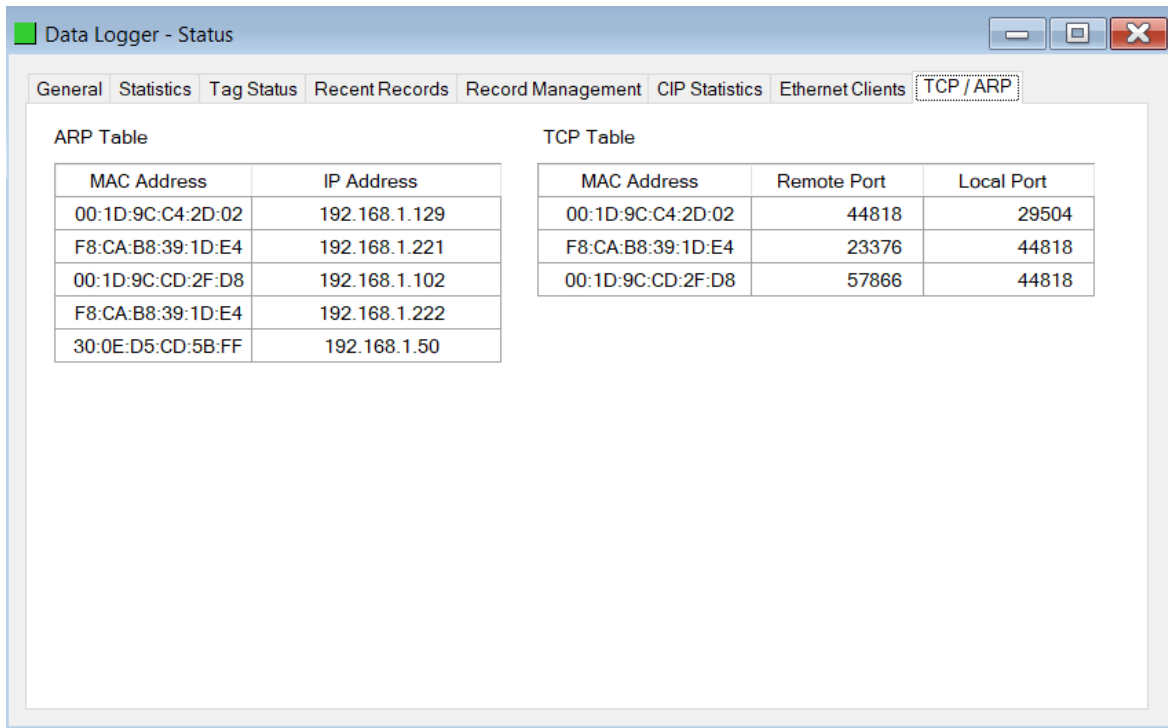 Data Logger - Status
General Statistics Tag Status Recent Records Record Management CIP Statistics Ethernet Clients TCP / ARP
ARP Table
MAC Address IP Address
00:1D:9C:C4:2D:02 192.168.1.129
F8:CA:B8:39:1D:E4 192.168.1.221
00:1D:9C:CD:2F:D8 192.168.1.102
F8:CA:B8:39:1D:E4 192.168.1.222
30:0E:D5:CD:5B:FF 192.168.1.50
TCP Table
MAC Address Remote Port Local Port
00:1D:9C:C4:2D:02 44818 29504
F8:CA:B8:39:1D:E4 23376 44818
00:1D:9C:CD:2F:D8 57866 44818